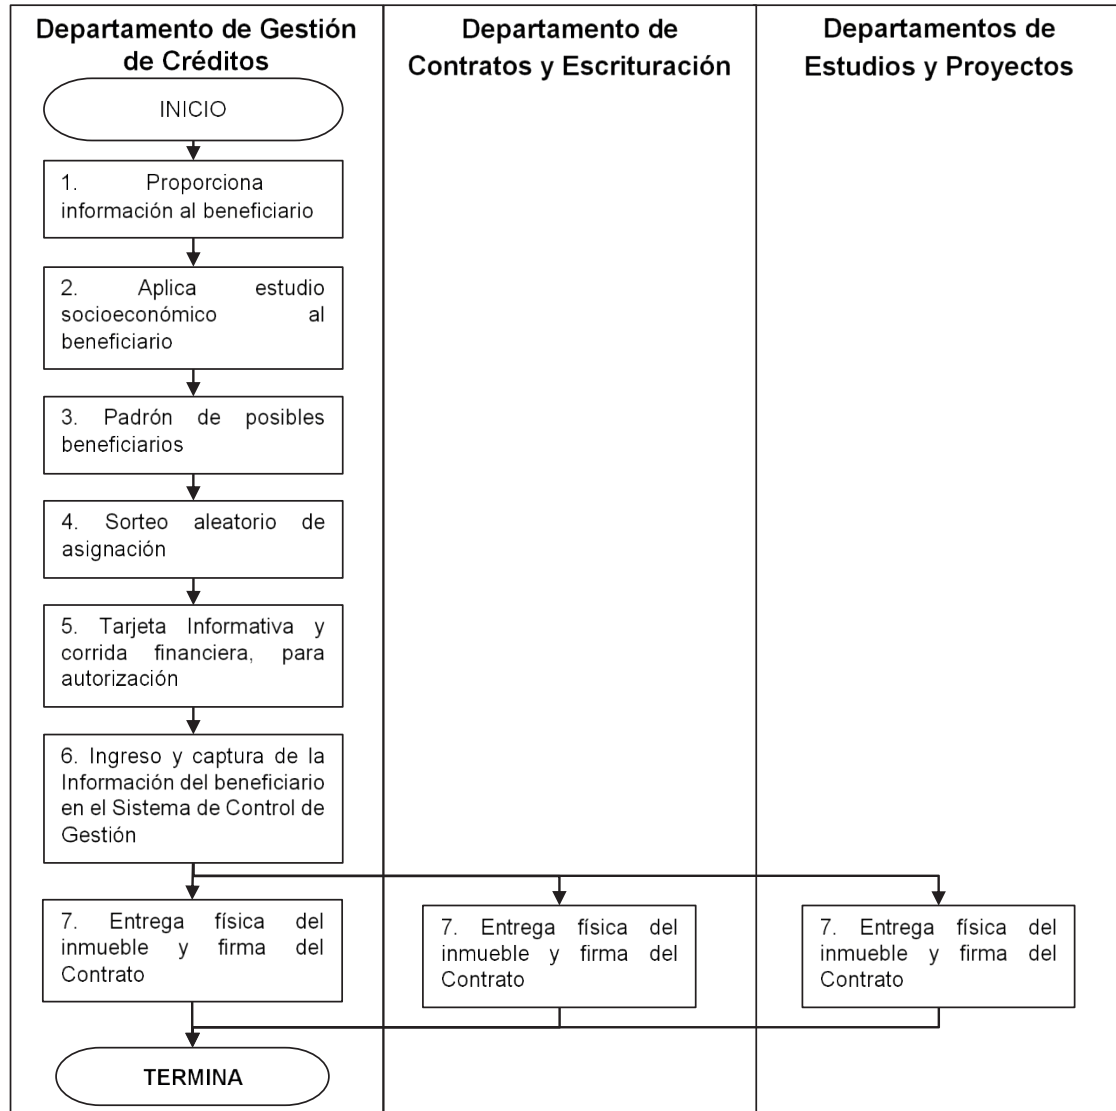 Departamento de Gestión
de Créditos
Departamento de
Contratos y Escrituración
Departamentos de
Estudios y Proyectos
INICIO
1. Proporciona
información al beneficiario
2. Aplica estudio
socioeconómico al
beneficiario
3. Padrón de posibles
beneficiarios
4. Sorteo aleatorio de
asignación
5. Tarjeta Informativa y
corrida financiera, para
autorización
6. Ingreso y captura de la
Información del beneficiario
en el Sistema de Control de
Gestión
7. Entrega física del
inmueble y firma del
Contrato
7. Entrega física del
inmueble y firma del
Contrato
7. Entrega física del
inmueble y firma del
Contrato
TERMINA